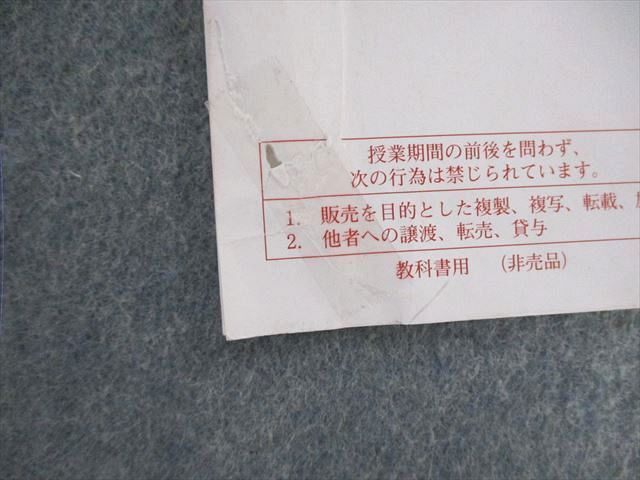 授業期間の前後を問わず、
次の行為は禁じられています。
1. 販売を目的とした複製、複写、転載、
2. 他者への譲渡、転売、貸与
教科書用 （非売品）